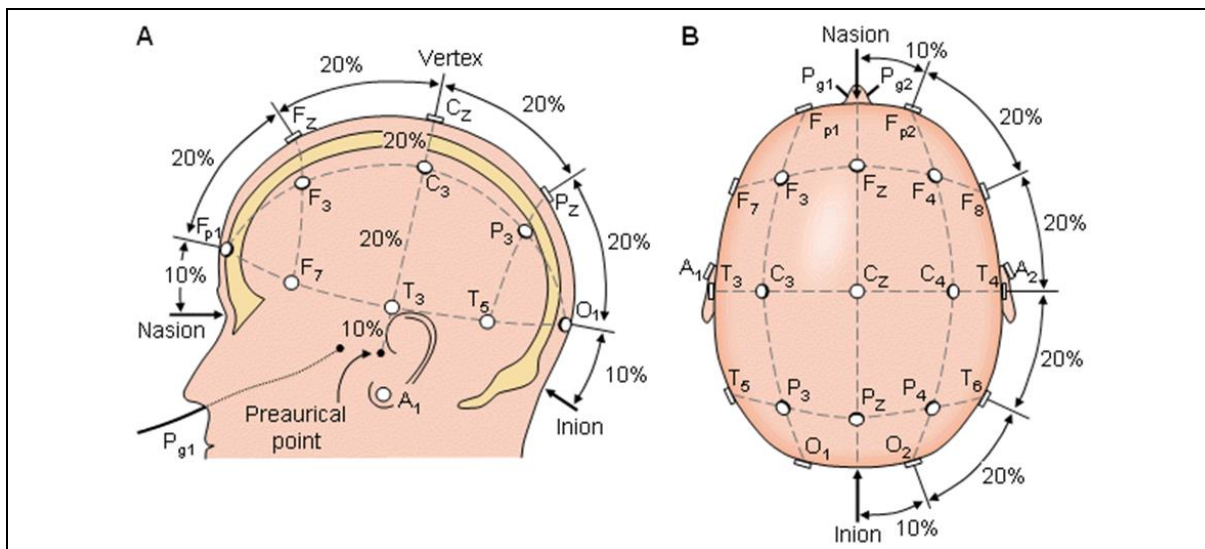 A
Vertex
20%
20%
20%
20%
20%
10%
20%
20%
10%
10%
FZ
CZ
F3
C3
PZ
P3
Fp1
F7
T3
T5
O1
Nasion
A1
Preaurical
point
Pg1
Inion
B
Nasion
10%
Pg1
Pg2
20%
Fp1
Fp2
F7
F3
FZ
F4
F8
20%
A1
T3
C3
CZ
C4
T4
A2
20%
T5
P3
PZ
P4
T6
O1
O2
20%
Inion
10%